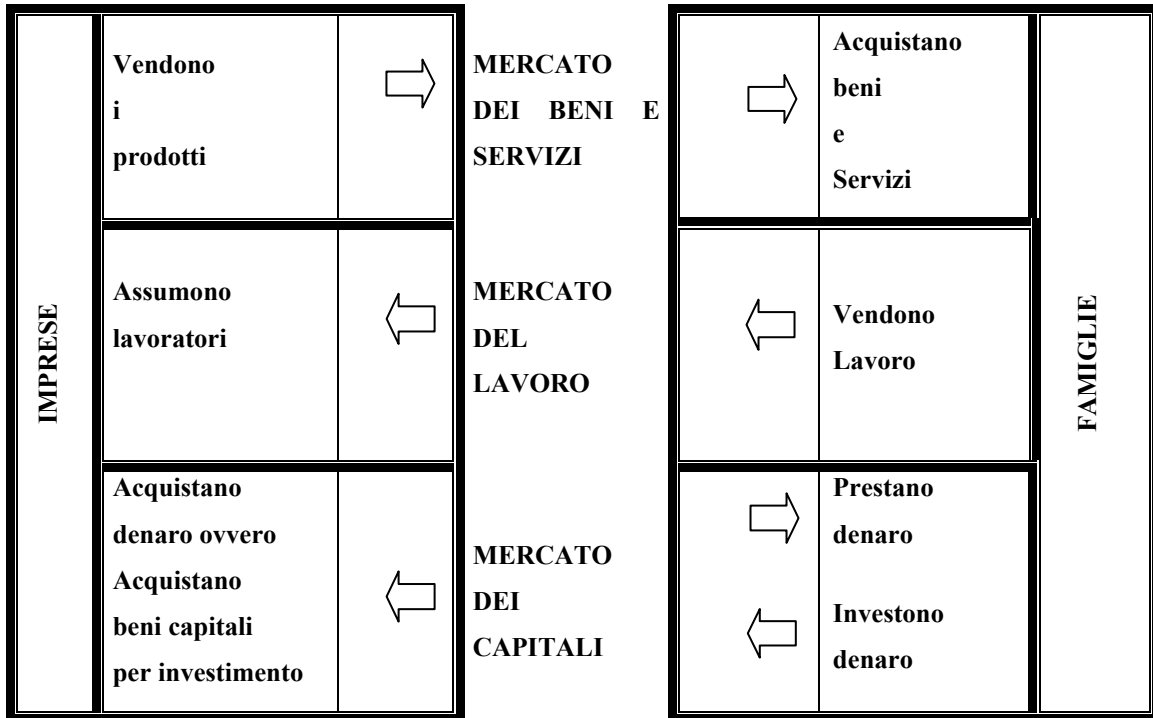 IMPRESE
Vendono
i
prodotti
MERCATO
DEI BENI E
SERVIZI
Acquistano
beni
e
Servizi
Assumono
lavoratori
MERCATO
DEL
LAVORO
Vendono
Lavoro
Acquistano
denaro ovvero
Acquistano
beni capitali
per investimento
MERCATO
DEI
CAPITALI
Prestano
denaro
Investono
denaro
FAMIGLIE